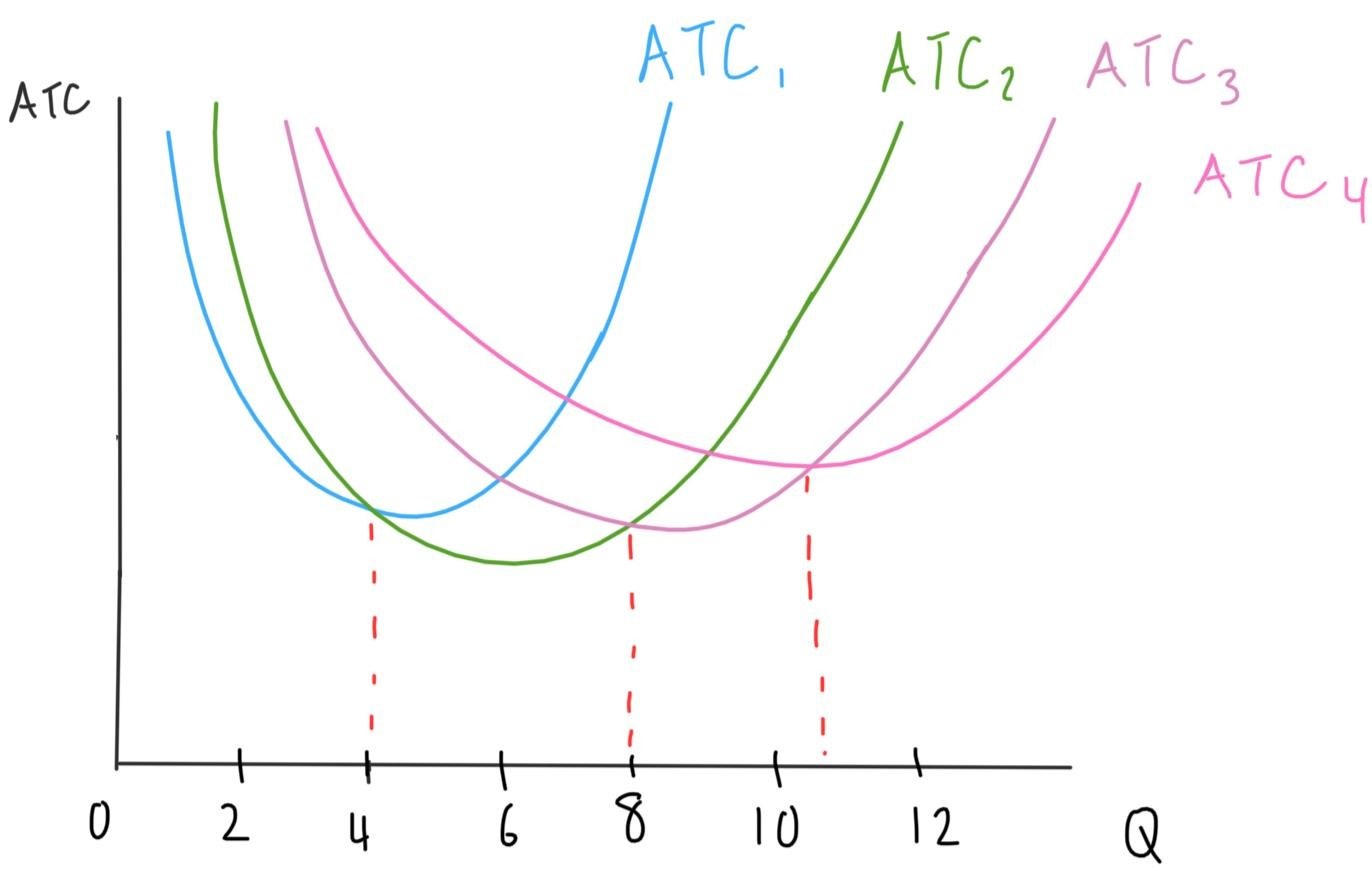 ATC₁ ATC₂ ATC₃
ATC
ATC₄
0 2 4 6 8 10 12 Q